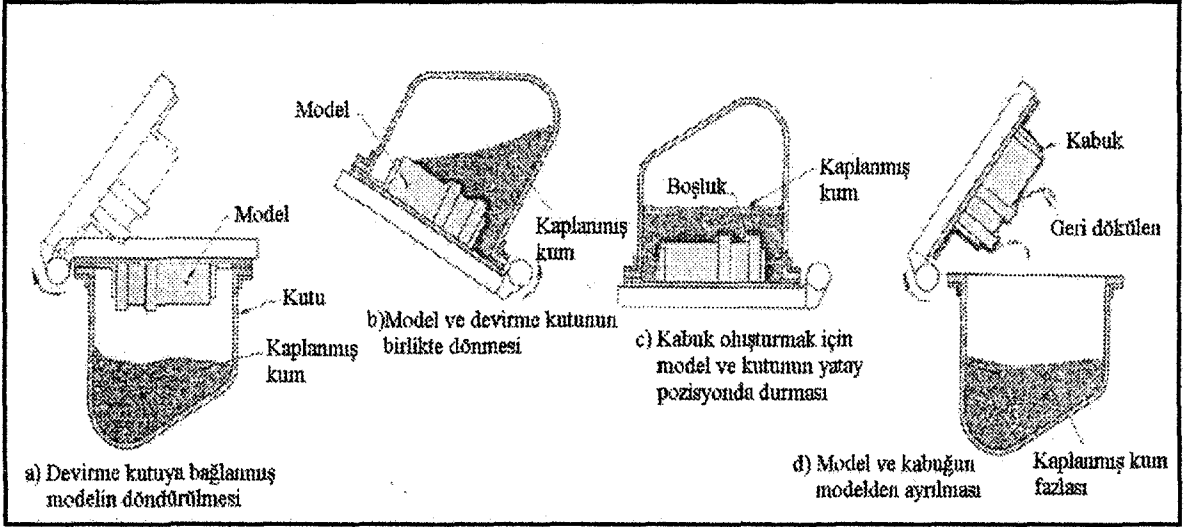 Model
Kutu
Kaplanmış
kum
a) Devirme kutuya bağlanmış
modelin döndürülmesi
Model
Kaplanmış
kum
b)Model ve devirme kutunun
birlikte dönmesi
Boşluk
Kaplanmış
kum
c) Kabuk oluşturmak için
model ve kutunun yatay
pozisyonda durması
Kabuk
Geri dökülen
d) Model ve kabuğun
modelden ayrılması
Kaplanmış kum
fazlası